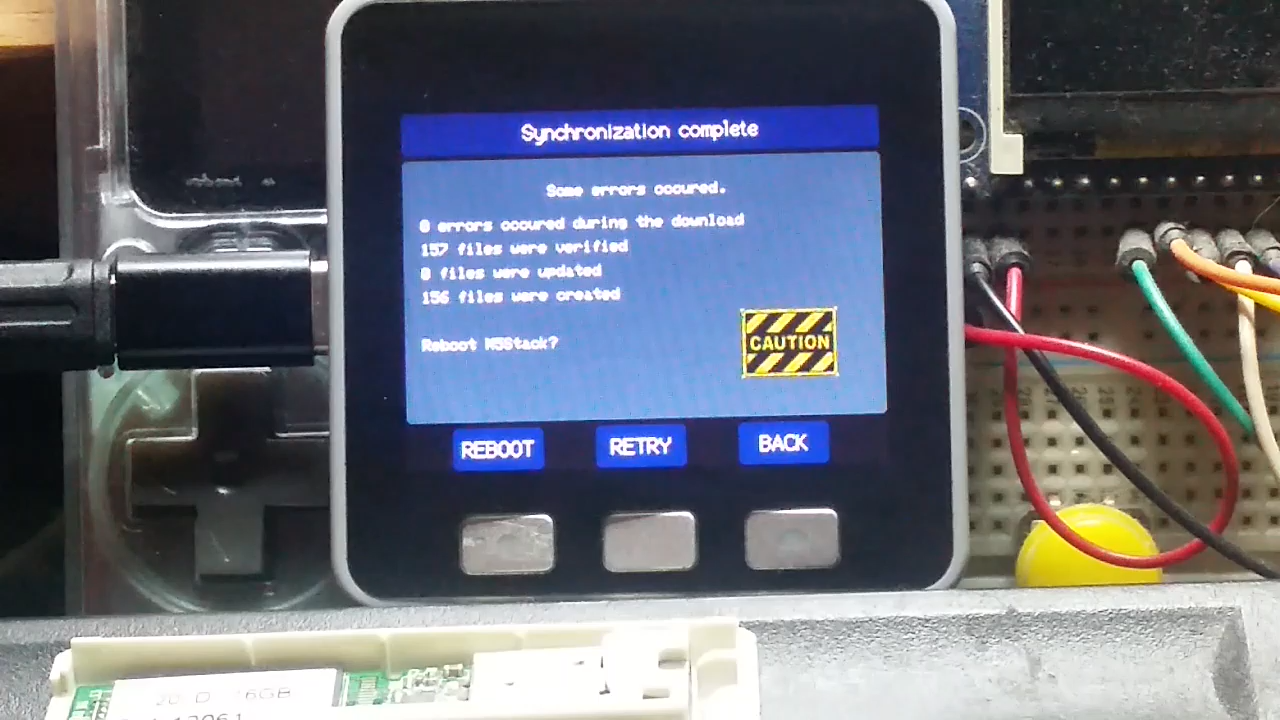 Synchronization complete
Some errors occured.
0 errors occured during the download
157 files were verified
0 files were updated
156 files were created
Reboot M5Stack?
CAUTION
REBOOT RETRY BACK